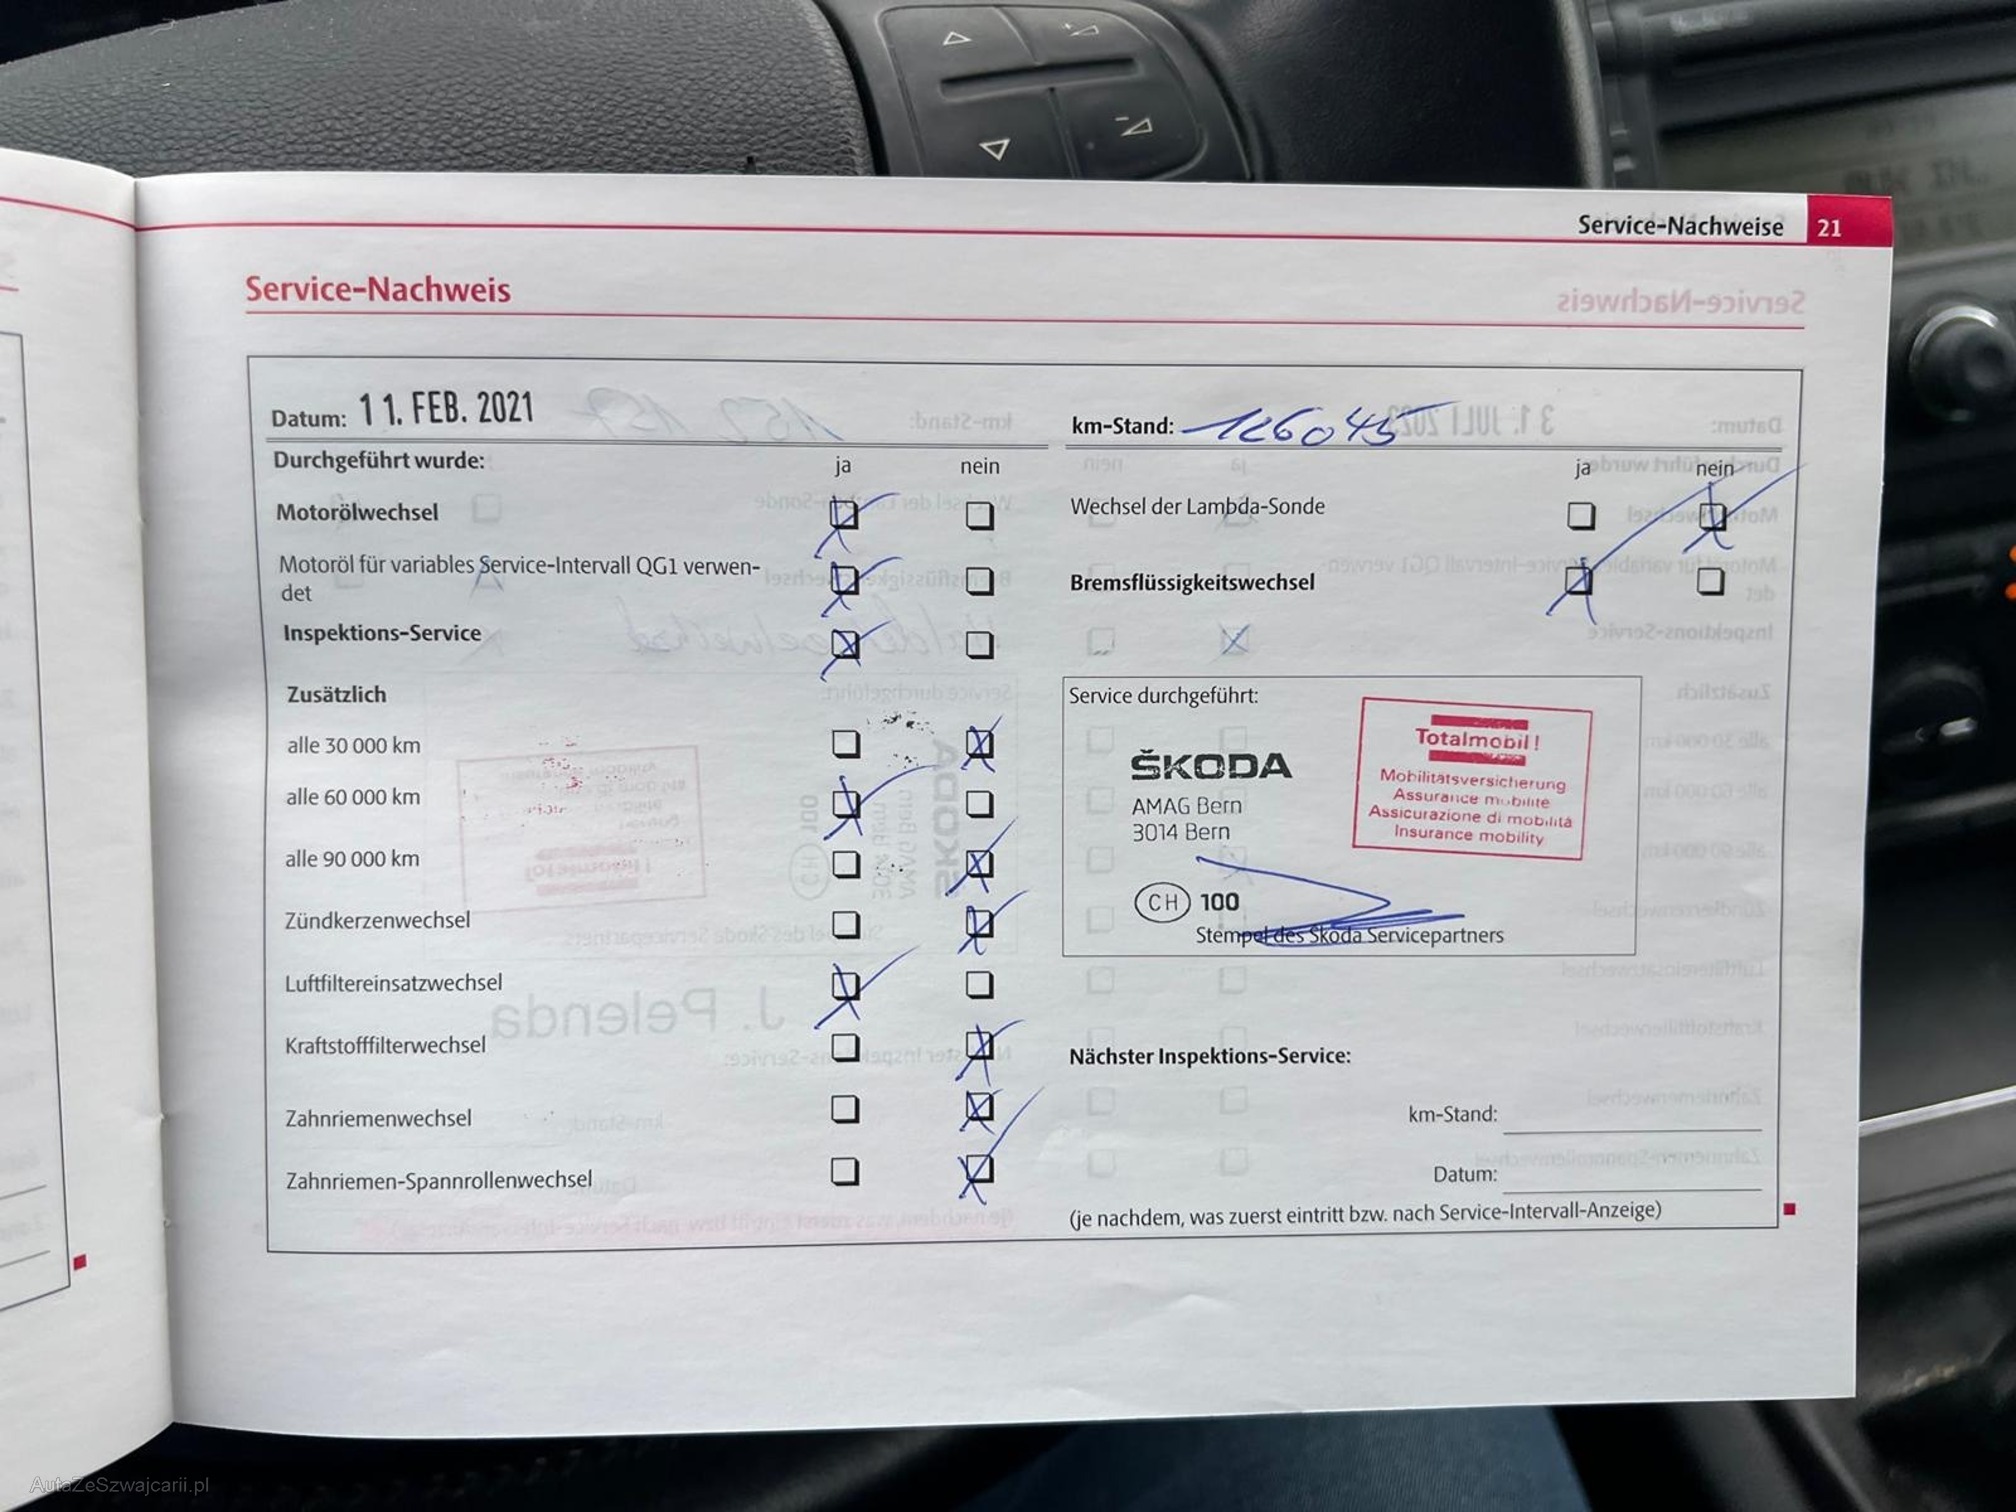 Service-Nachweise 21
Service-Nachweis
Datum: 11. FEB. 2021
km-Stand: 126045
Durchgeführt wurde: ja nein
ja nein
Motorölwechsel
Wechsel der Lambda-Sonde
Motoröl für variables Service-Intervall QG1 verwen-
det
Bremsflüssigkeitswechsel
Inspektions-Service
Zusätzlich
alle 30 000 km
alle 60 000 km
alle 90 000 km
Zündkerzenwechsel
Luftfiltereinsatzwechsel
Kraftstofffilterwechsel
Zahnriemenwechsel
Zahnriemen-Spannrollenwechsel
Service durchgeführt:
ŠKODA
AMAG Bern
3014 Bern
CH 100
Stempel des Skoda Servicepartners
Totalmobil!
Mobilitätsversicherung
Assurance mobilité
Assicurazione di mobilità
Insurance mobility
Nächster Inspektions-Service:
km-Stand:
Datum:
(je nachdem, was zuerst eintritt bzw. nach Service-Intervall-Anzeige)
AutaZeSzwajcarii.pl